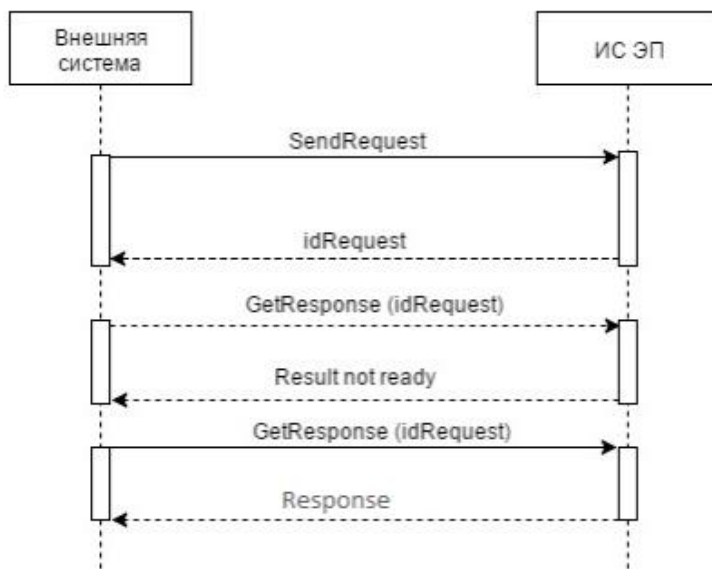 Внешняя
система
ИС ЭП
SendRequest
idRequest
GetResponse (idRequest)
Result not ready
GetResponse (idRequest)
Response